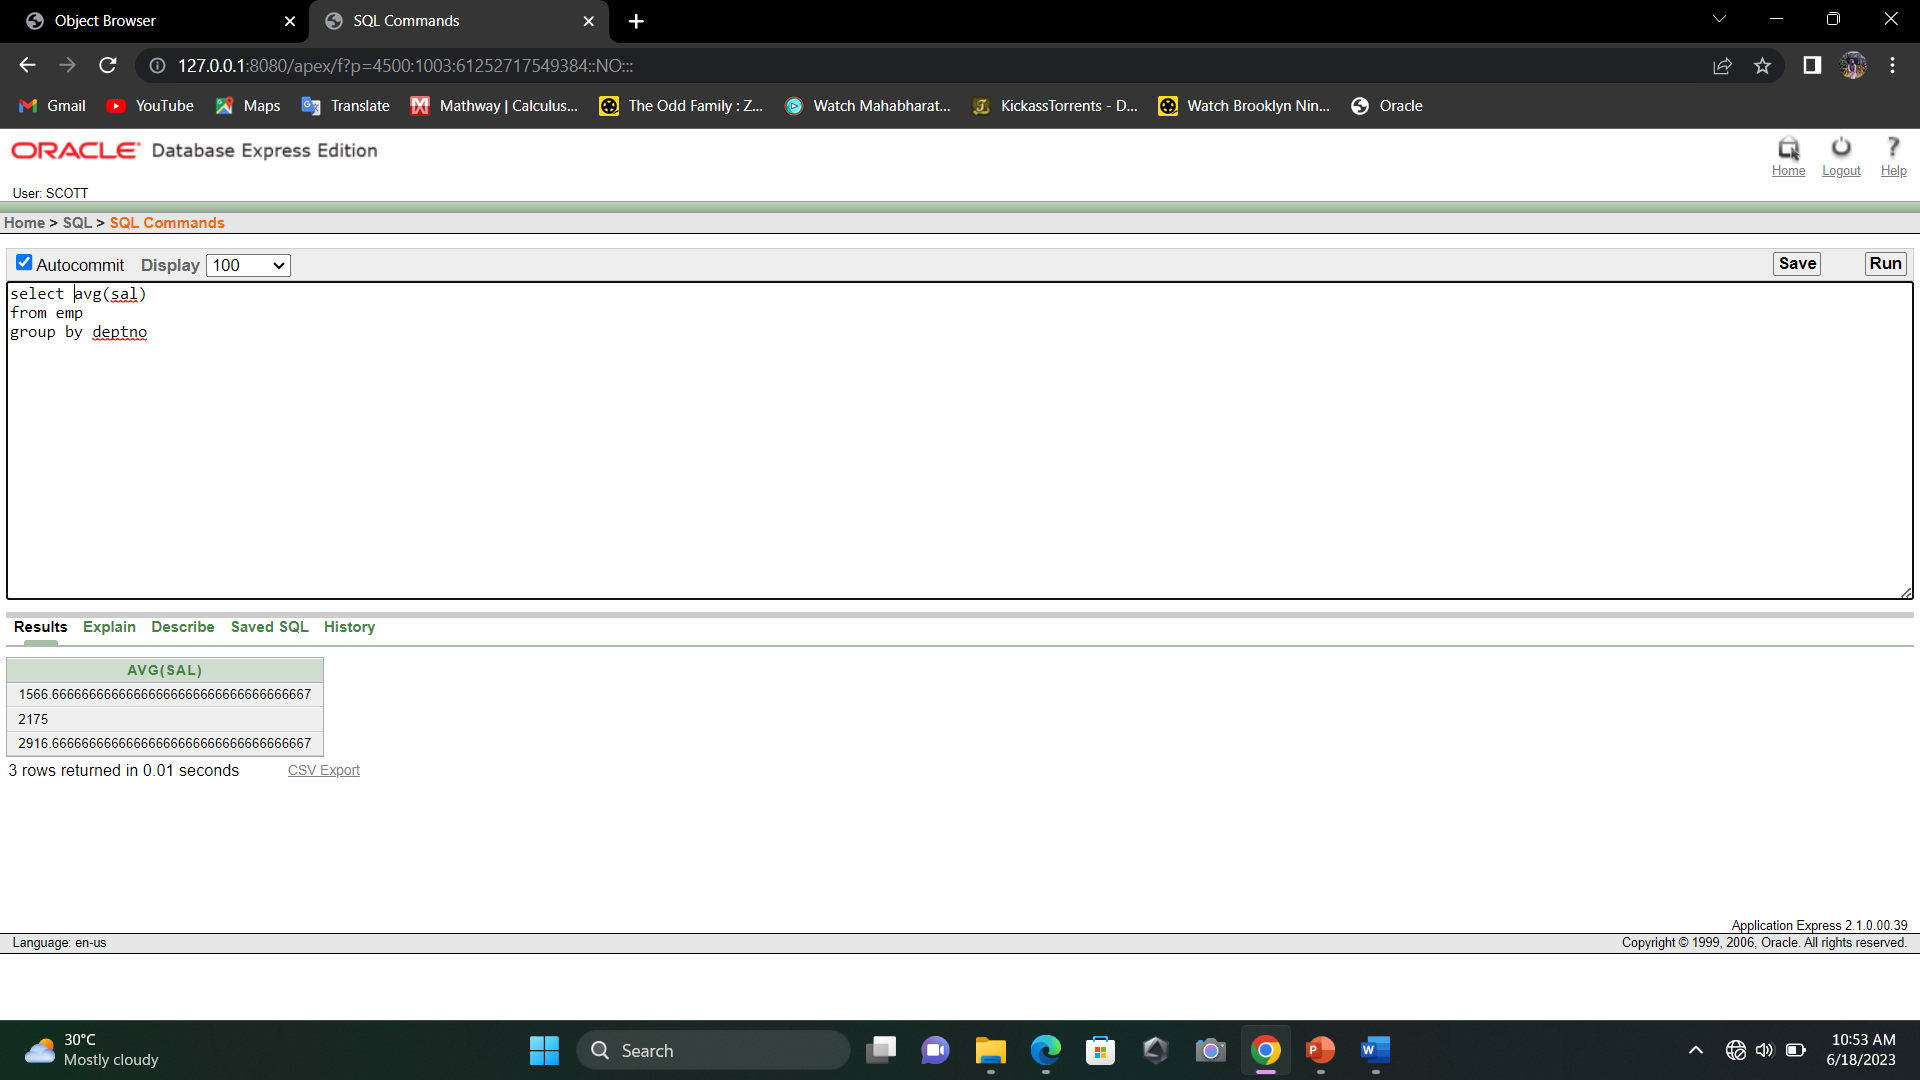 Object Browser
SQL Commands
127.0.0.1:8080/apex/f?p=4500:1003:61252717549384::NO:::
Gmail
YouTube
Maps
Translate
Mathway | Calculus...
The Odd Family : Z...
Watch Mahabharat...
KickassTorrents - D...
Watch Brooklyn Nin...
Oracle
ORACLE Database Express Edition
Home
Logout
Help
User: SCOTT
Home > SQL > SQL Commands
Autocommit Display 100
Save
Run
select avg(sal)
from emp
group by deptno
Results Explain Describe Saved SQL History
AVG(SAL)
1566.66666666666666666666666666666667
2175
2916.66666666666666666666666666666667
3 rows returned in 0.01 seconds
CSV Export
Application Express 2.1.0.00.39
Language: en-us
Copyright © 1999, 2006, Oracle. All rights reserved.
30°C
Mostly cloudy
Search
10:53 AM
6/18/2023